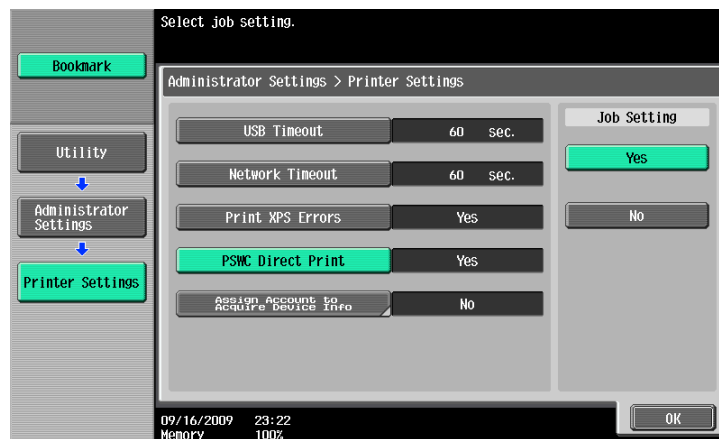 Select job setting.
Bookmark
Administrator Settings > Printer Settings
Utility
Administrator
Settings
Printer Settings
USB Timeout 60 sec.
Network Timeout 60 sec.
Print XPS Errors Yes
PSWC Direct Print Yes
Assign Account to
Acquire Device Info No
Job Setting
Yes
No
OK
09/16/2009 23:22
Memory 100%